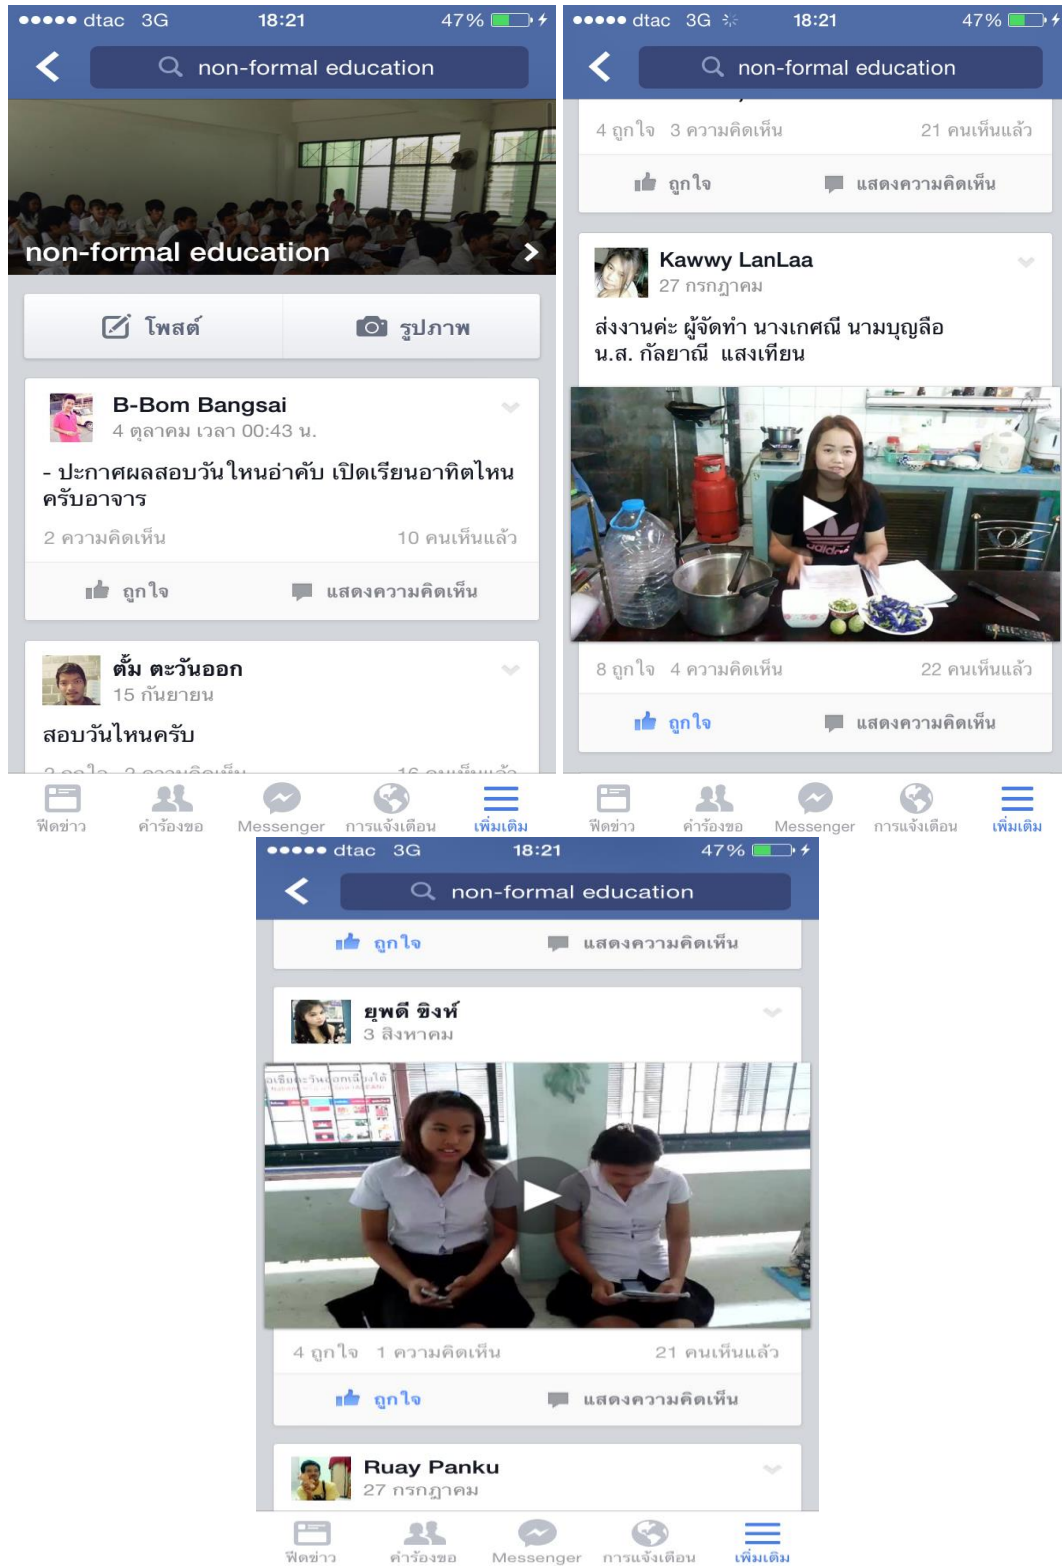 dtac 3G 18:21 47%
non-formal education
non-formal education
โพสต์ รูปภาพ
B-Bom Bangsai
4 ตุลาคม เวลา 00:43 น.
- ปะกาศผลสอบวันใหนอ่าคับ เปิดเรียนอาทิตไหน
ครับอาจาร
2 ความคิดเห็น 10 คนเห็นแล้ว
ถูกใจ แสดงความคิดเห็น
ตั้ม ตะวันออก
15 กันยายน
สอบวันไหนครับ
ฟีดข่าว คำร้องขอ Messenger การแจ้งเตือน เพิ่มเติม
dtac 3G 18:21 47%
non-formal education
4 ถูกใจ 3 ความคิดเห็น 21 คนเห็นแล้ว
ถูกใจ แสดงความคิดเห็น
Kawwy LanLaa
27 กรกฎาคม
ส่งงานค่ะ ผู้จัดทำ นางเกศณี นามบุญลือ
น.ส. กัลยาณี แสงเทียน
adidas
8 ถูกใจ 4 ความคิดเห็น 22 คนเห็นแล้ว
ถูกใจ แสดงความคิดเห็น
ฟีดข่าว คำร้องขอ Messenger การแจ้งเตือน เพิ่มเติม
dtac 3G 18:21 47%
non-formal education
ถูกใจ แสดงความคิดเห็น
ยุพดี ซิงห์
3 สิงหาคม
4 ถูกใจ 1 ความคิดเห็น 21 คนเห็นแล้ว
ถูกใจ แสดงความคิดเห็น
Ruay Panku
27 กรกฎาคม
ฟีดข่าว คำร้องขอ Messenger การแจ้งเตือน เพิ่มเติม